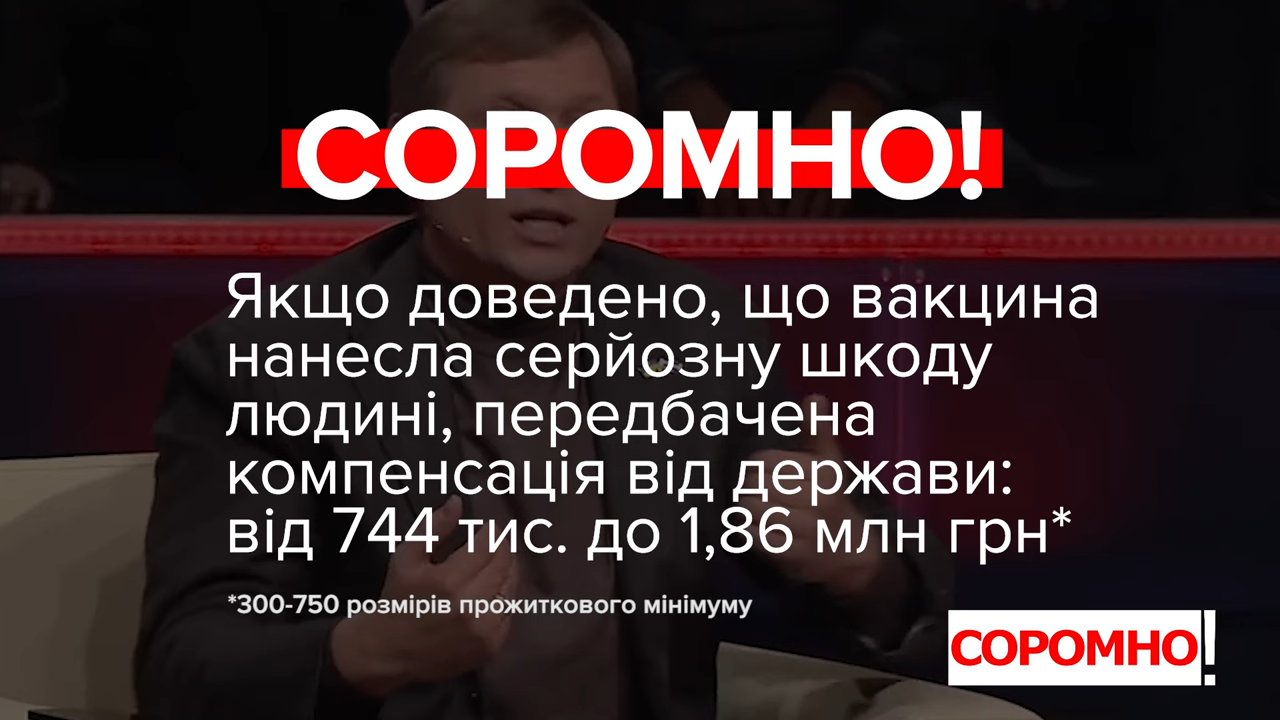 СОРОМНО!
Якщо доведено, що вакцина
нанесла серйозну шкоду
людині, передбачена
компенсація від держави:
від 744 тис. до 1,86 млн грн*
*300-750 розмірів прожиткового мінімуму
СОРОМНО!